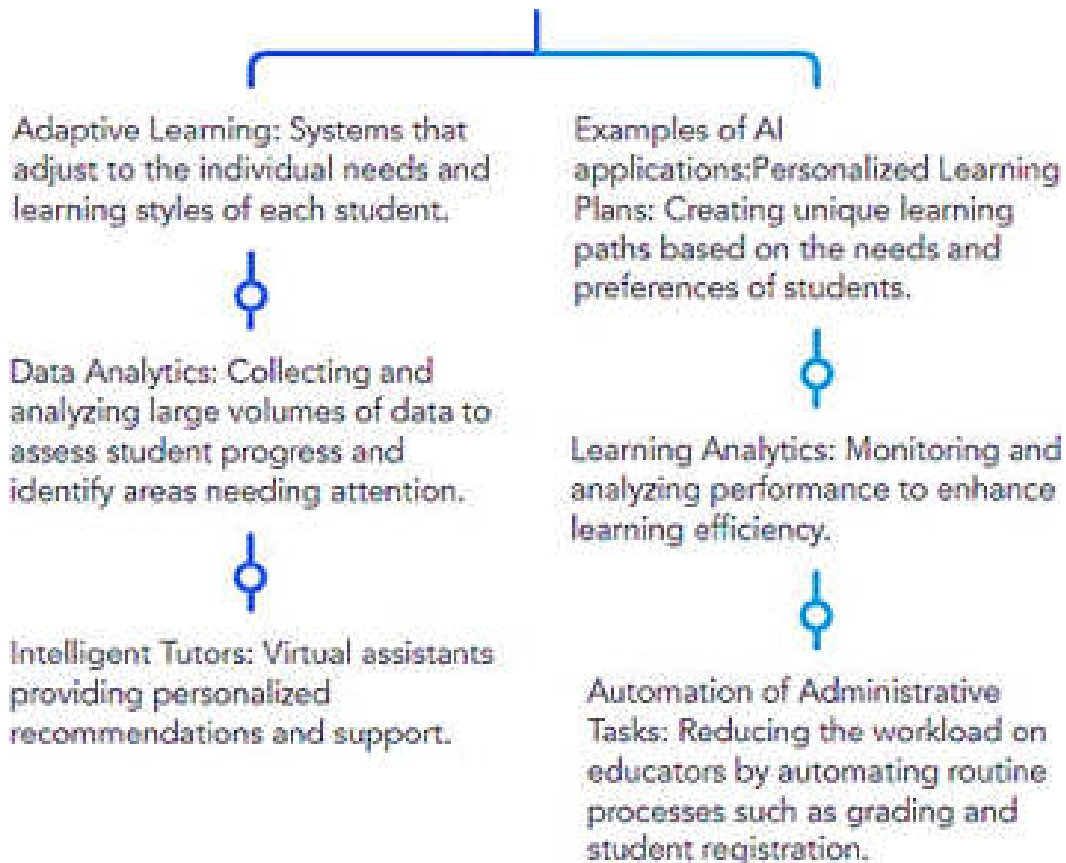 Adaptive Learning: Systems that
adjust to the individual needs and
learning styles of each student.
Data Analytics: Collecting and
analyzing large volumes of data to
assess student progress and
identify areas needing attention.
Intelligent Tutors: Virtual assistants
providing personalized
recommendations and support.
Examples of AI
applications:Personalized Learning
Plans: Creating unique learning
paths based on the needs and
preferences of students.
Learning Analytics: Monitoring and
analyzing performance to enhance
learning efficiency.
Automation of Administrative
Tasks: Reducing the workload on
educators by automating routine
processes such as grading and
student registration.